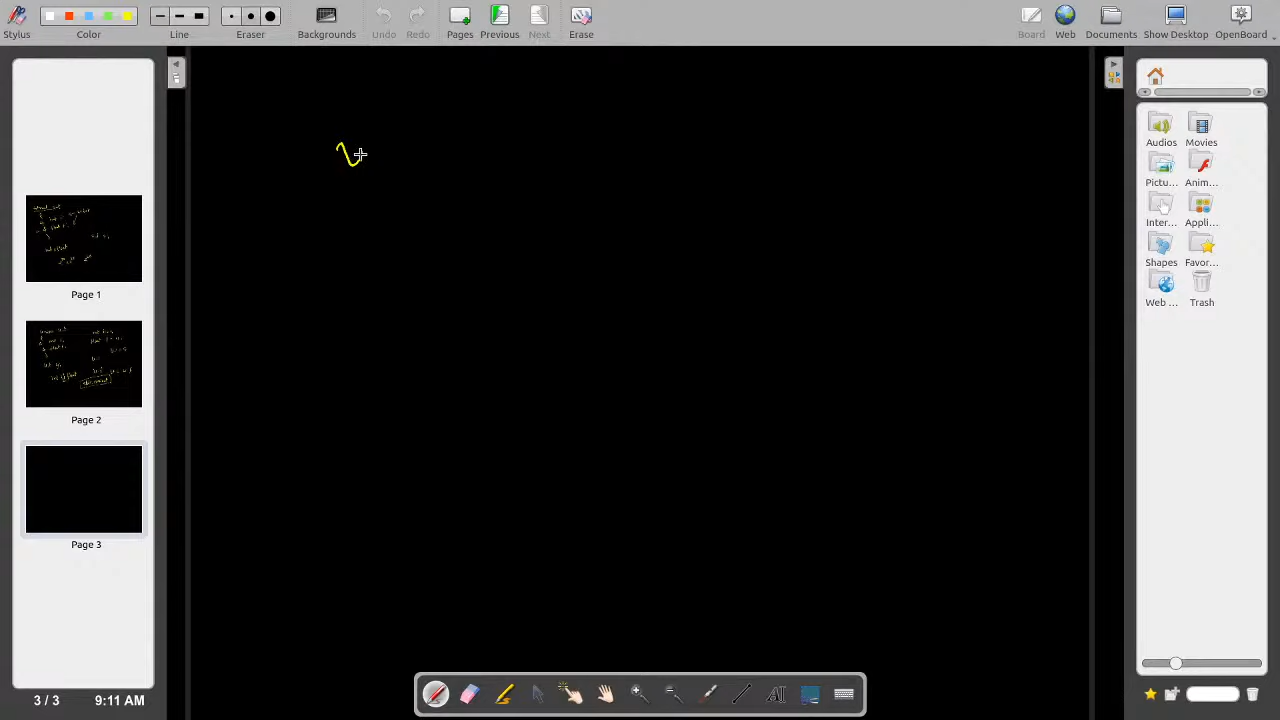 Stylus Color Line Eraser Backgrounds Undo Redo Pages Previous Next Erase Board Web Documents Show Desktop OpenBoard
Page 1
Page 2
Page 3
3 / 3 9:11 AM
Audios Movies
Pictu... Anim...
Inter... Appli...
Shapes Favor...
Web ... Trash
AI